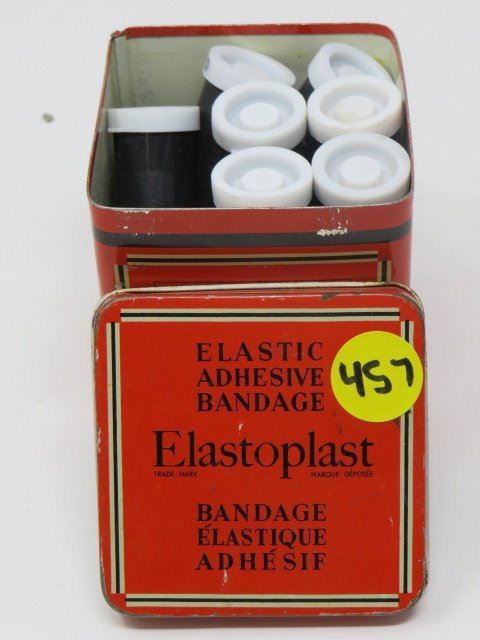 ELASTIC
ADHESIVE
BANDAGE
457
Elastoplast
TRADE MARK MARQUE DÉPOSÉE
BANDAGE
ÉLASTIQUE
ADHÉSIF